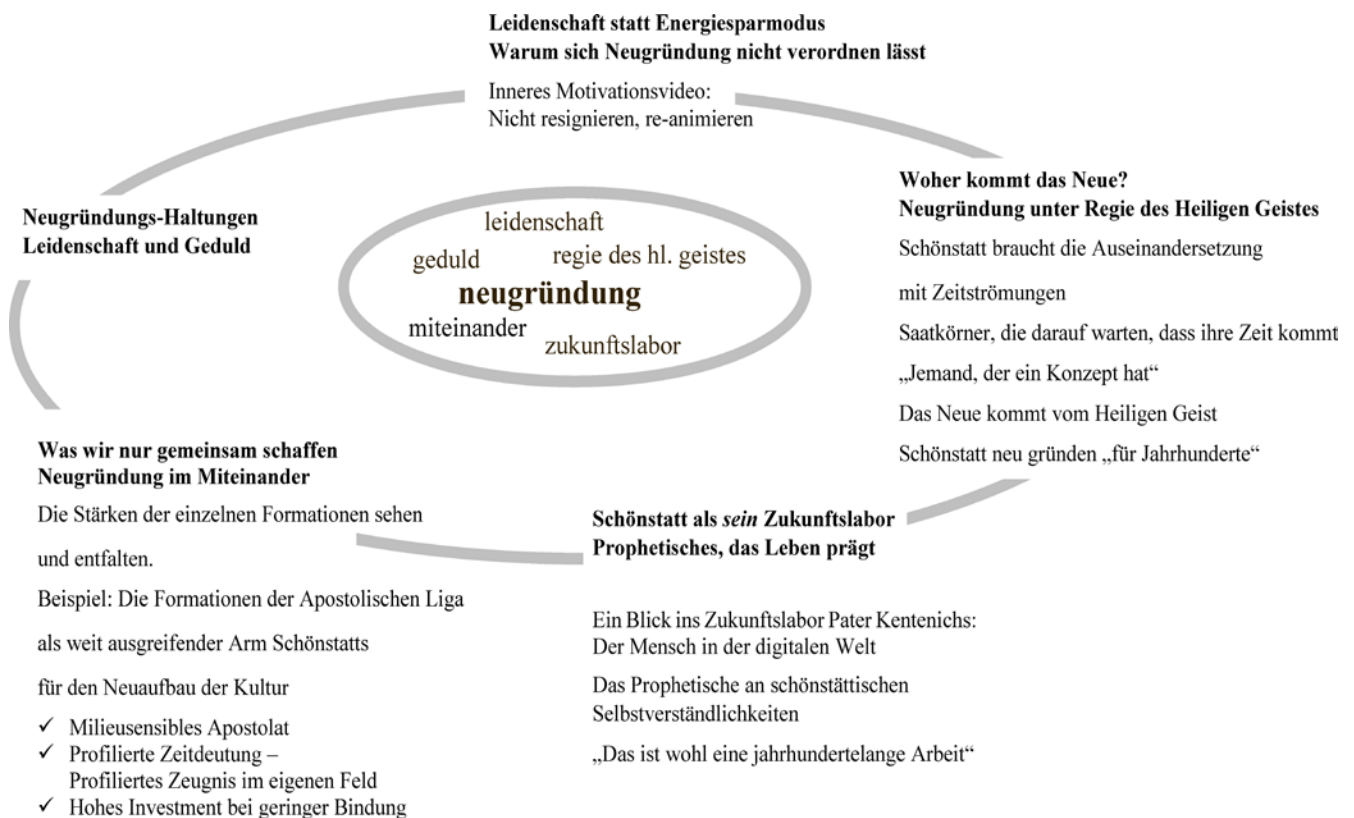 Leidenschaft statt Energiesparmodus
Warum sich Neugründung nicht verordnen lässt
Inneres Motivationsvideo:
Nicht resignieren, re-animieren
Woher kommt das Neue?
Neugründung unter Regie des Heiligen Geistes
Schönstatt braucht die Auseinandersetzung
mit Zeitströmungen
Saatkörner, die darauf warten, dass ihre Zeit kommt
„Jemand, der ein Konzept hat“
Das Neue kommt vom Heiligen Geist
Schönstatt neu gründen „für Jahrhunderte“
Neugründungs-Haltungen
Leidenschaft und Geduld
leidenschaft
geduld regie des hl. geistes
neugründung
miteinander
zukunftslabor
Was wir nur gemeinsam schaffen
Neugründung im Miteinander
Die Stärken der einzelnen Formationen sehen
und entfalten.
Beispiel: Die Formationen der Apostolischen Liga
als weit ausgreifender Arm Schönstatts
für den Neuaufbau der Kultur
✓ Milieusensibles Apostolat
✓ Profilierte Zeitdeutung –
Profiliertes Zeugnis im eigenen Feld
✓ Hohes Investment bei geringer Bindung
Schönstatt als sein Zukunftslabor
Prophetisches, das Leben prägt
Ein Blick ins Zukunftslabor Pater Kentenichs:
Der Mensch in der digitalen Welt
Das Prophetische an schönstättischen
Selbstverständlichkeiten
„Das ist wohl eine jahrhundertelange Arbeit“